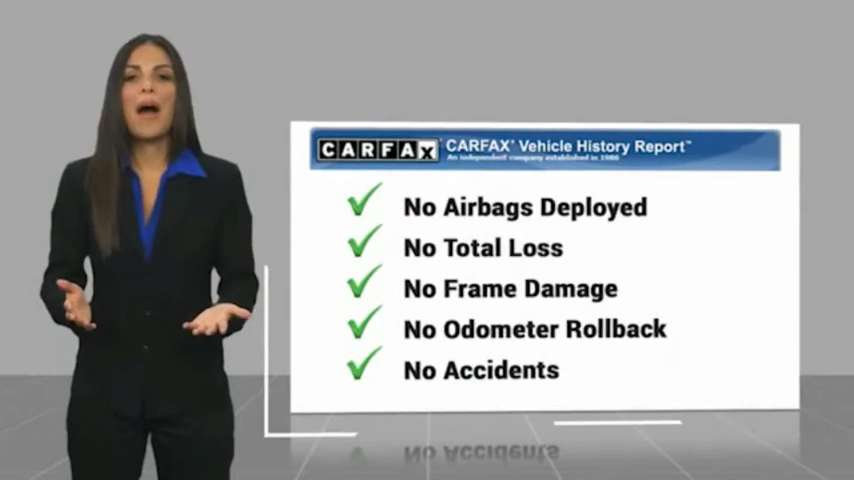 CARFAX CARFAX® Vehicle History Report™
An independent company established in 1986
No Airbags Deployed
No Total Loss
No Frame Damage
No Odometer Rollback
No Accidents
No Accidents